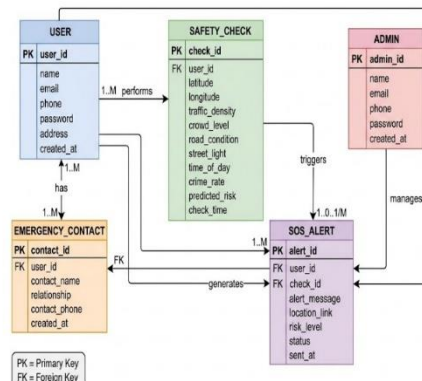 USER
PK user_id
name
email
phone
password
address
created_at
SAFETY_CHECK
PK check_id
FK user_id
latitude
longitude
traffic_density
crowd_level
road_condition
street_light
time_of_day
crime_rate
predicted_risk
check_time
ADMIN
PK admin_id
name
email
phone
password
created_at
1..M performs
1..M
has
1..M
triggers
1..0..1/M
manages
EMERGENCY_CONTACT
PK contact_id
FK user_id
contact_name
relationship
contact_phone
created_at
FK
1..M
generates
SOS_ALERT
PK alert_id
FK user_id
FK check_id
alert_message
location_link
risk_level
status
sent_at
PK = Primary Key
FK = Foreign Key